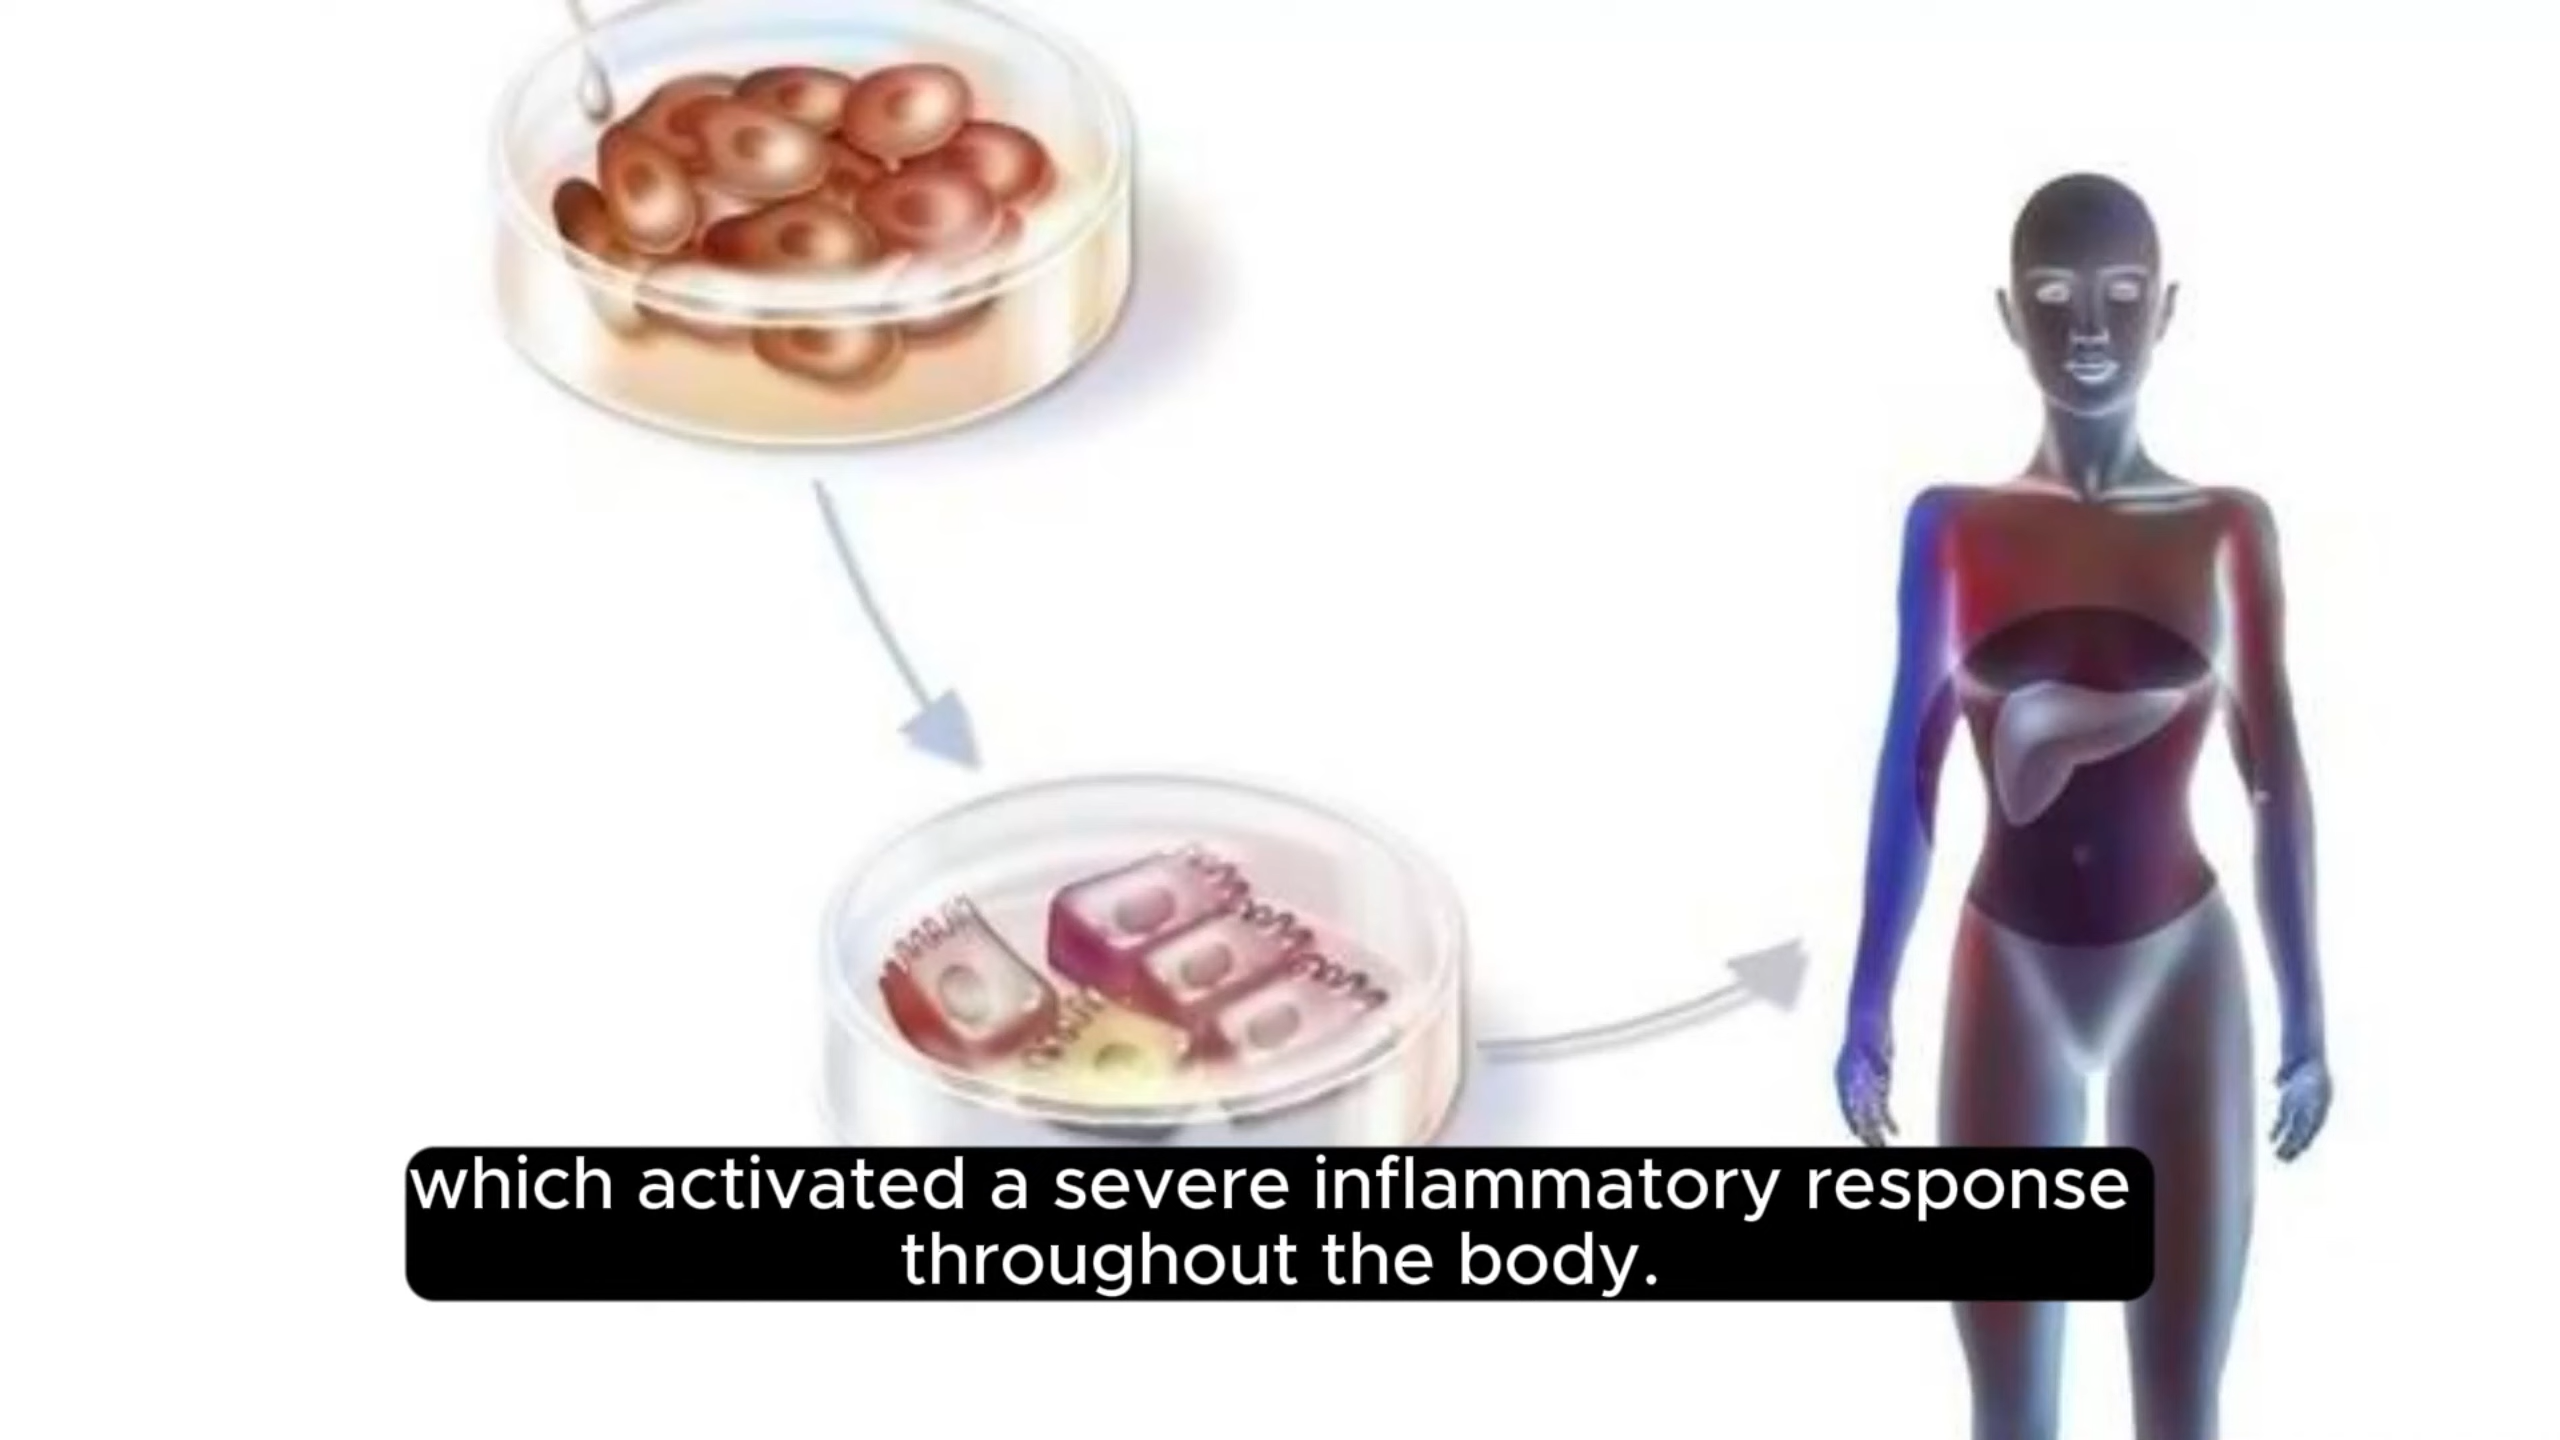 which activated a severe inflammatory response
throughout the body.